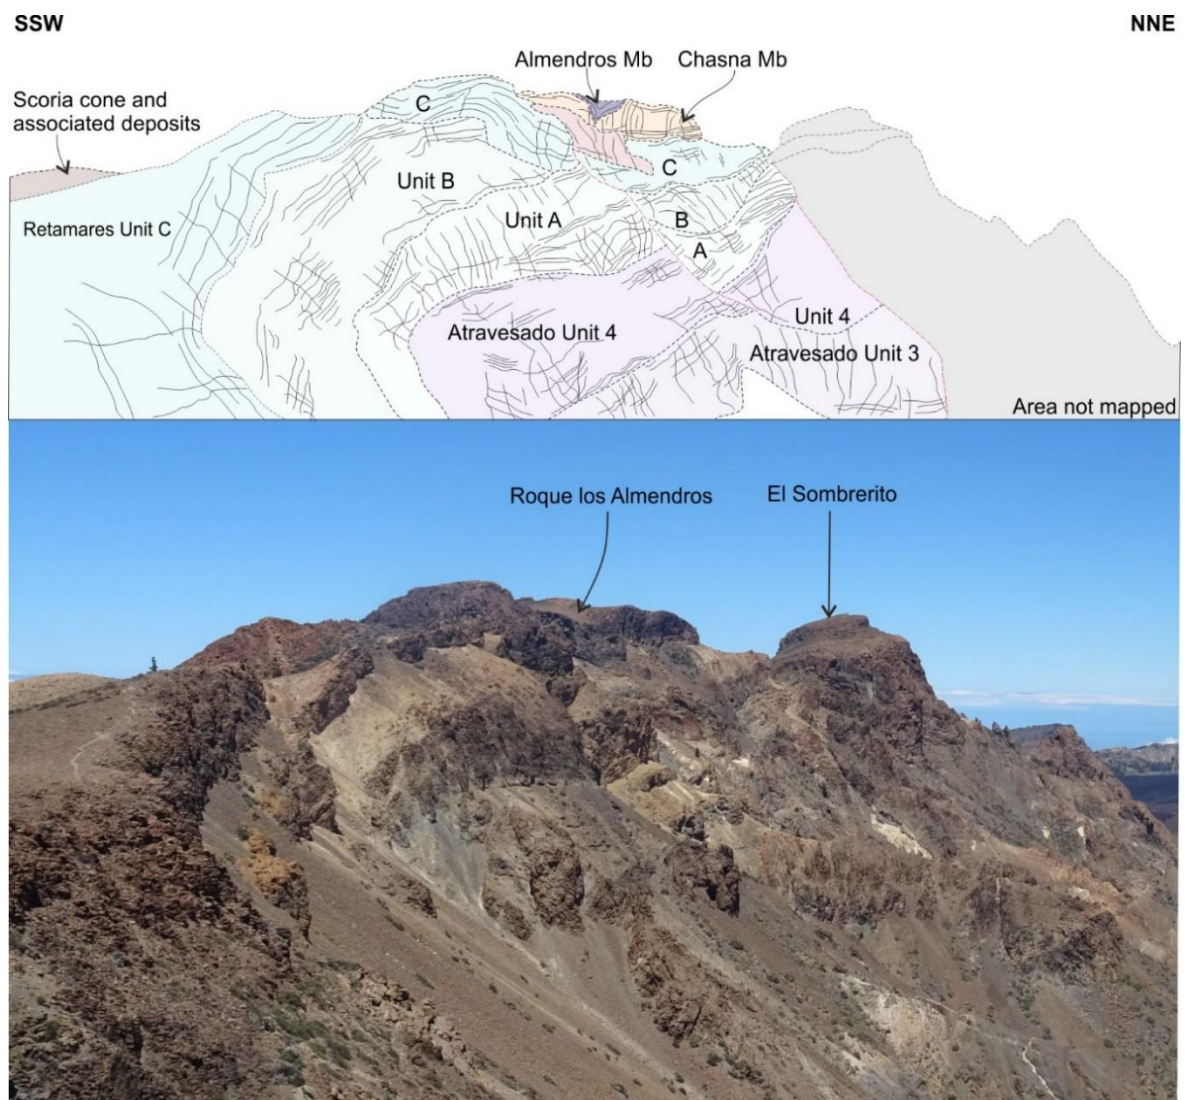 SSW
NNE
Almendros Mb
Chasna Mb
Scoria cone and
associated deposits
C
C
Unit B
Unit A
Retamares Unit C
B
A
Atravesado Unit 4
Unit 4
Atravesado Unit 3
Area not mapped
Roque los Almendros
El Sombrerito